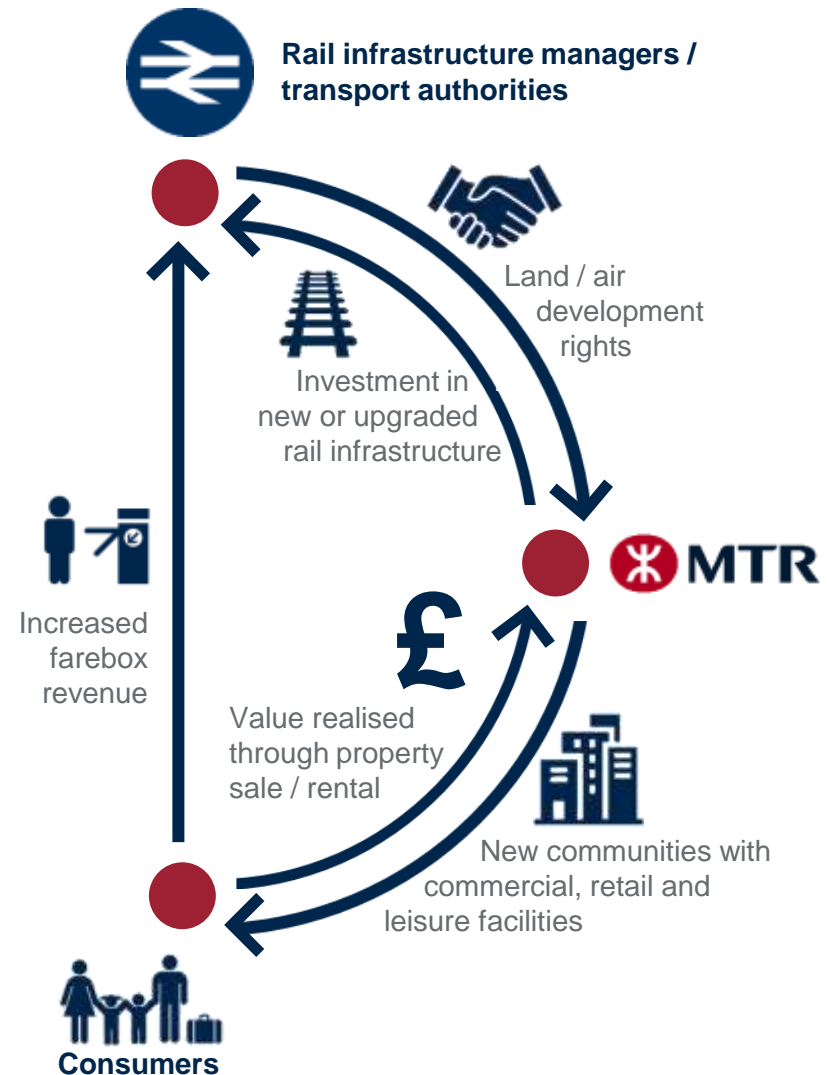 Rail infrastructure managers /
transport authorities
Land / air
development
rights
Investment in
new or upgraded
rail infrastructure
MTR
Increased
farebox
revenue
£
Value realised
through property
sale / rental
New communities with
commercial, retail and
leisure facilities
Consumers